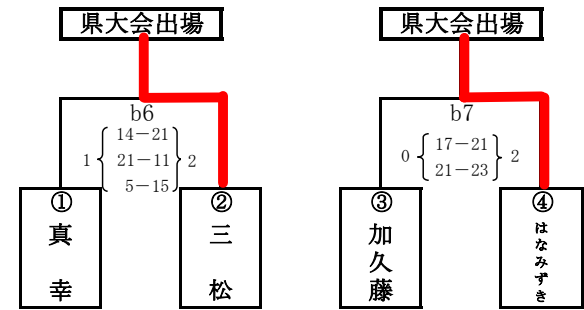 県大会出場
県大会出場
b6
1 { 14－21 } 2
21－11
5－15
b7
0 { 17－21 } 2
21－23
①
真幸
②
三松
③
加久藤
④
はなみずき